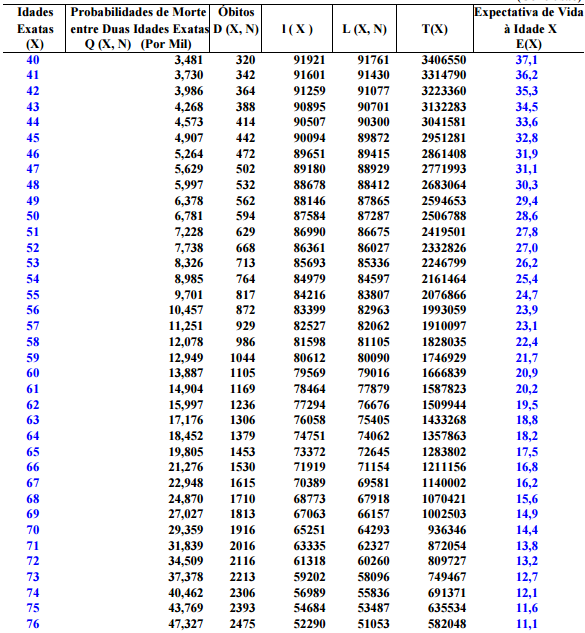 Idades Probabilidades de Morte Óbitos Expectativa de Vida
Exatas entre Duas Idades Exatas D (X, N) l ( X ) L (X, N) T(X) à Idade X
(X) Q (X, N) (Por Mil) E(X)
40 3,481 320 91921 91761 3406550 37,1
41 3,730 342 91601 91430 3314790 36,2
42 3,986 364 91259 91077 3223360 35,3
43 4,268 388 90895 90701 3132283 34,5
44 4,573 414 90507 90300 3041581 33,6
45 4,907 442 90094 89872 2951281 32,8
46 5,264 472 89651 89415 2861408 31,9
47 5,629 502 89180 88929 2771993 31,1
48 5,997 532 88678 88412 2683064 30,3
49 6,378 562 88146 87865 2594653 29,4
50 6,781 594 87584 87287 2506788 28,6
51 7,228 629 86990 86675 2419501 27,8
52 7,738 668 86361 86027 2332826 27,0
53 8,326 713 85693 85336 2246799 26,2
54 8,985 764 84979 84597 2161464 25,4
55 9,701 817 84216 83807 2076866 24,7
56 10,457 872 83399 82963 1993059 23,9
57 11,251 929 82527 82062 1910097 23,1
58 12,078 986 81598 81105 1828035 22,4
59 12,949 1044 80612 80090 1746929 21,7
60 13,887 1105 79569 79016 1666839 20,9
61 14,904 1169 78464 77879 1587823 20,2
62 15,997 1236 77294 76676 1509944 19,5
63 17,176 1306 76058 75405 1433268 18,8
64 18,452 1379 74751 74062 1357863 18,2
65 19,805 1453 73372 72645 1283802 17,5
66 21,276 1530 71919 71154 1211156 16,8
67 22,948 1615 70389 69581 1140002 16,2
68 24,870 1710 68773 67918 1070421 15,6
69 27,027 1813 67063 66157 1002503 14,9
70 29,359 1916 65251 64293 936346 14,4
71 31,839 2016 63335 62327 872054 13,8
72 34,509 2116 61318 60260 809727 13,2
73 37,378 2213 59202 58096 749467 12,7
74 40,462 2306 56989 55836 691371 12,1
75 43,769 2393 54684 53487 635534 11,6
76 47,327 2475 52290 51053 582048 11,1